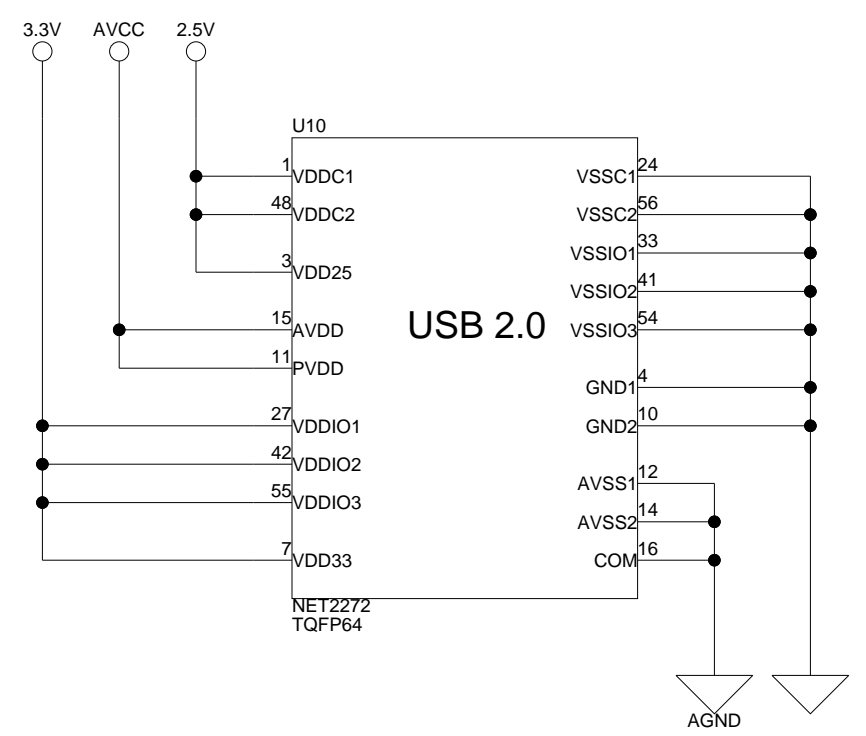 3.3V AVCC 2.5V
U10
1 VDDC1 VSSC1 24
48 VDDC2 VSSC2 56
VSSIO1 33
3 VDD25
VSSIO2 41
15 AVDD USB 2.0 VSSIO3 54
11 PVDD
GND1 4
27 VDDIO1 GND2 10
42 VDDIO2
AVSS1 12
55 VDDIO3
AVSS2 14
7 VDD33 COM 16
NET2272
TQFP64
AGND